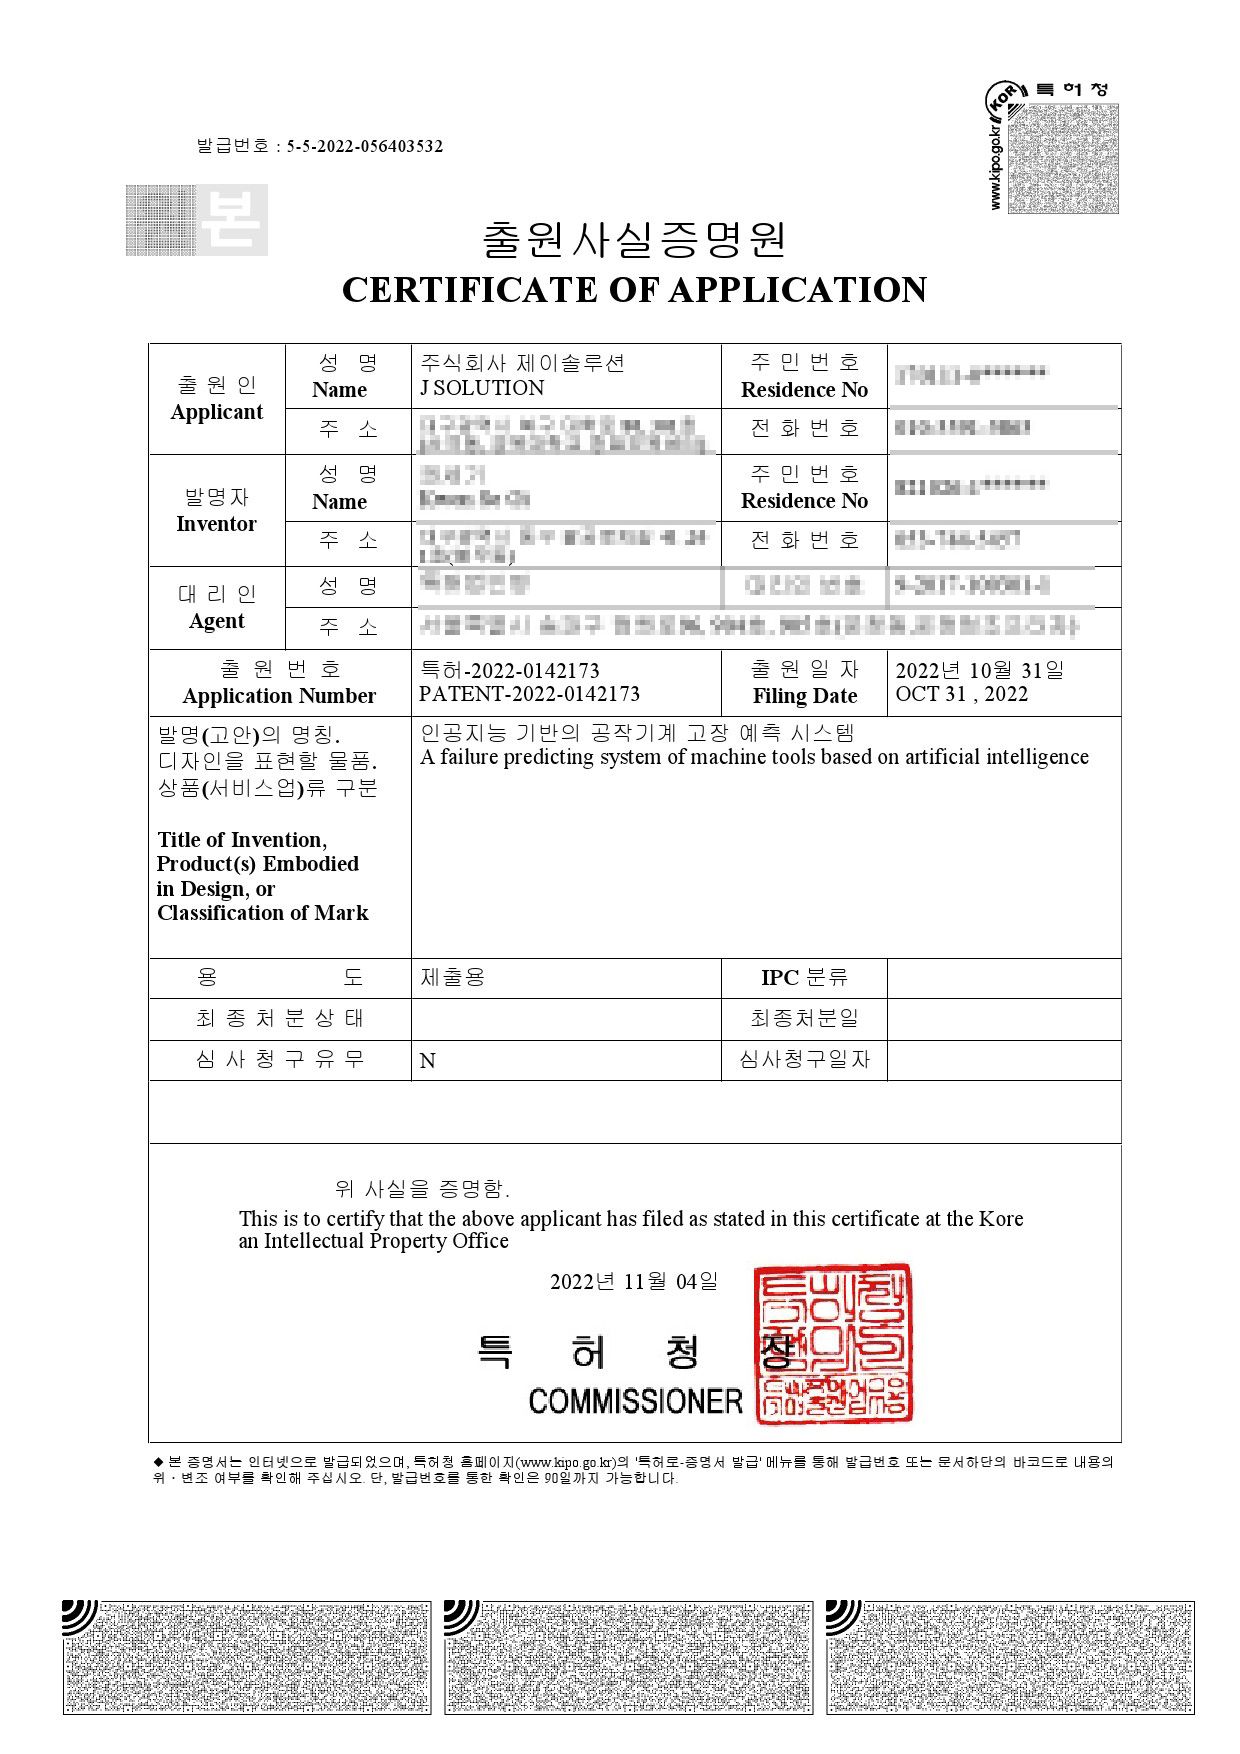 특허청
KOR
www.kipo.go.kr
발급번호 : 5-5-2022-056403532
본
출원사실증명원
CERTIFICATE OF APPLICATION
출 원 인
Applicant
성 명
Name
주식회사 제이솔루션
J SOLUTION
주 민 번 호
Residence No
주 소
전 화 번 호
발명자
Inventor
성 명
Name
주 민 번 호
Residence No
주 소
전 화 번 호
대 리 인
Agent
성 명
주 소
출 원 번 호
Application Number
특허-2022-0142173
PATENT-2022-0142173
출 원 일 자
Filing Date
2022년 10월 31일
OCT 31 , 2022
발명(고안)의 명칭.
디자인을 표현할 물품.
상품(서비스업)류 구분
Title of Invention,
Product(s) Embodied
in Design, or
Classification of Mark
인공지능 기반의 공작기계 고장 예측 시스템
A failure predicting system of machine tools based on artificial intelligence
용 도
제출용
IPC 분류
최 종 처 분 상 태
최종처분일
심 사 청 구 유 무
N
심사청구일자
위 사실을 증명함.
This is to certify that the above applicant has filed as stated in this certificate at the Kore
an Intellectual Property Office
2022년 11월 04일
특 허 청 장
COMMISSIONER
◆ 본 증명서는 인터넷으로 발급되었으며, 특허청 홈페이지(www.kipo.go.kr)의 '특허로-증명서 발급' 메뉴를 통해 발급번호 또는 문서하단의 바코드로 내용의
위·변조 여부를 확인해 주십시오. 단, 발급번호를 통한 확인은 90일까지 가능합니다.